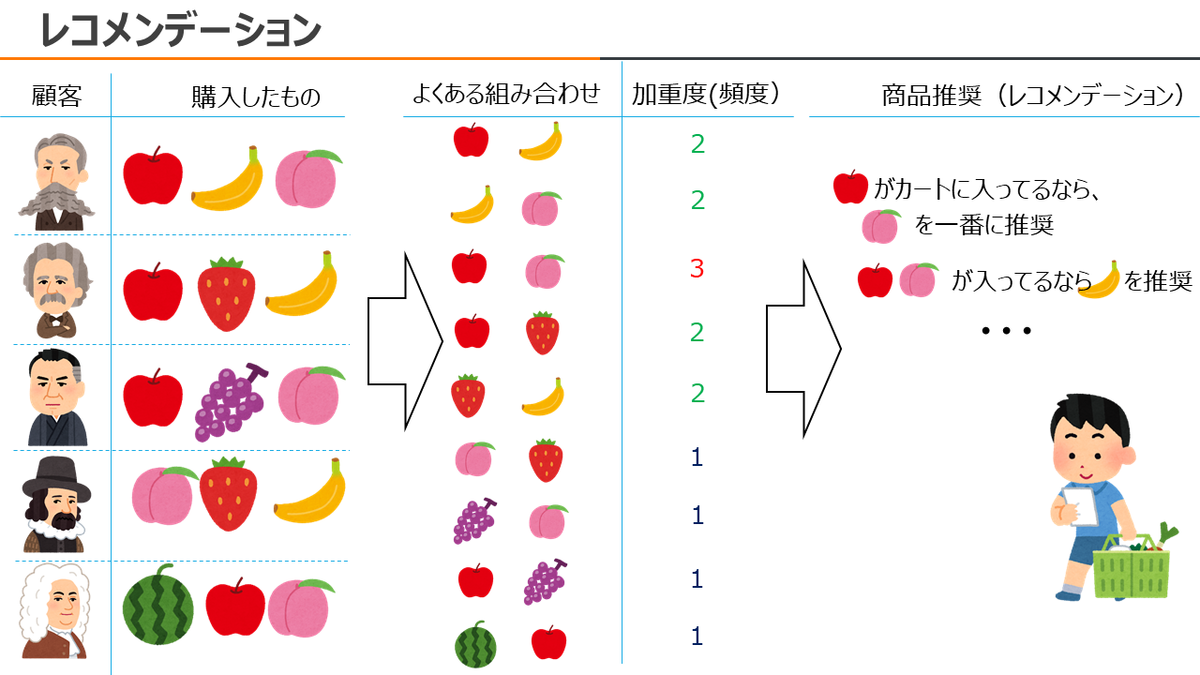 レコメンデーション
顧客
購入したもの
よくある組み合わせ
加重度(頻度）
商品推奨（レコメンデーション）
2
2
3
2
2
1
1
1
1
がカートに入ってるなら、
を一番に推奨
が入ってるなら を推奨
・・・